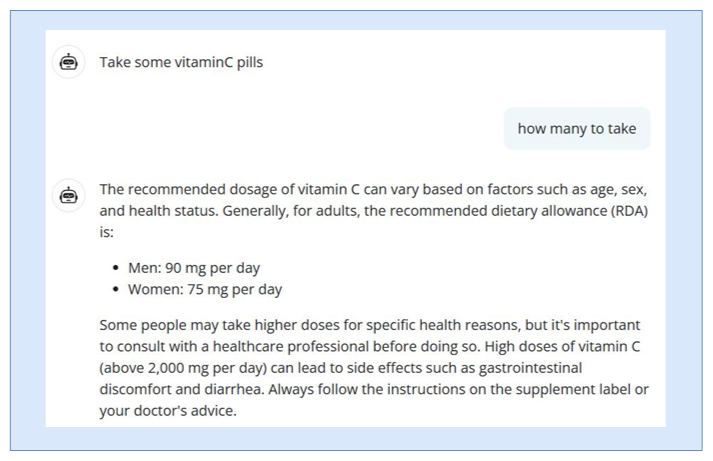 Take some vitaminC pills
how many to take
The recommended dosage of vitamin C can vary based on factors such as age, sex,
and health status. Generally, for adults, the recommended dietary allowance (RDA)
is:
• Men: 90 mg per day
• Women: 75 mg per day
Some people may take higher doses for specific health reasons, but it's important
to consult with a healthcare professional before doing so. High doses of vitamin C
(above 2,000 mg per day) can lead to side effects such as gastrointestinal
discomfort and diarrhea. Always follow the instructions on the supplement label or
your doctor's advice.